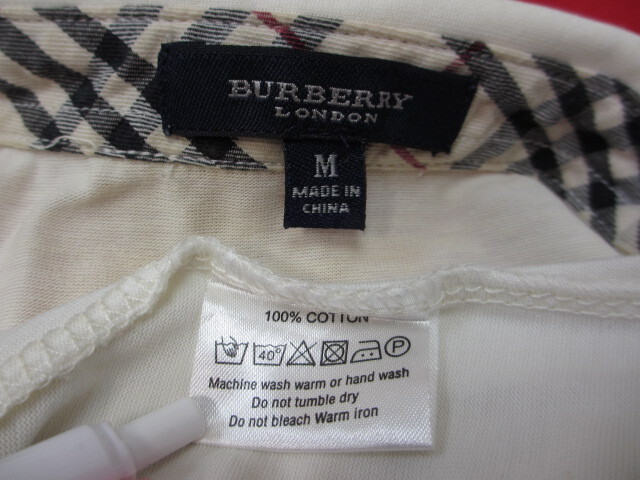 BURBERRY
LONDON
M
MADE IN
CHINA
100% COTTON
40° P
Machine wash warm or hand wash
Do not tumble dry
Do not bleach Warm iron